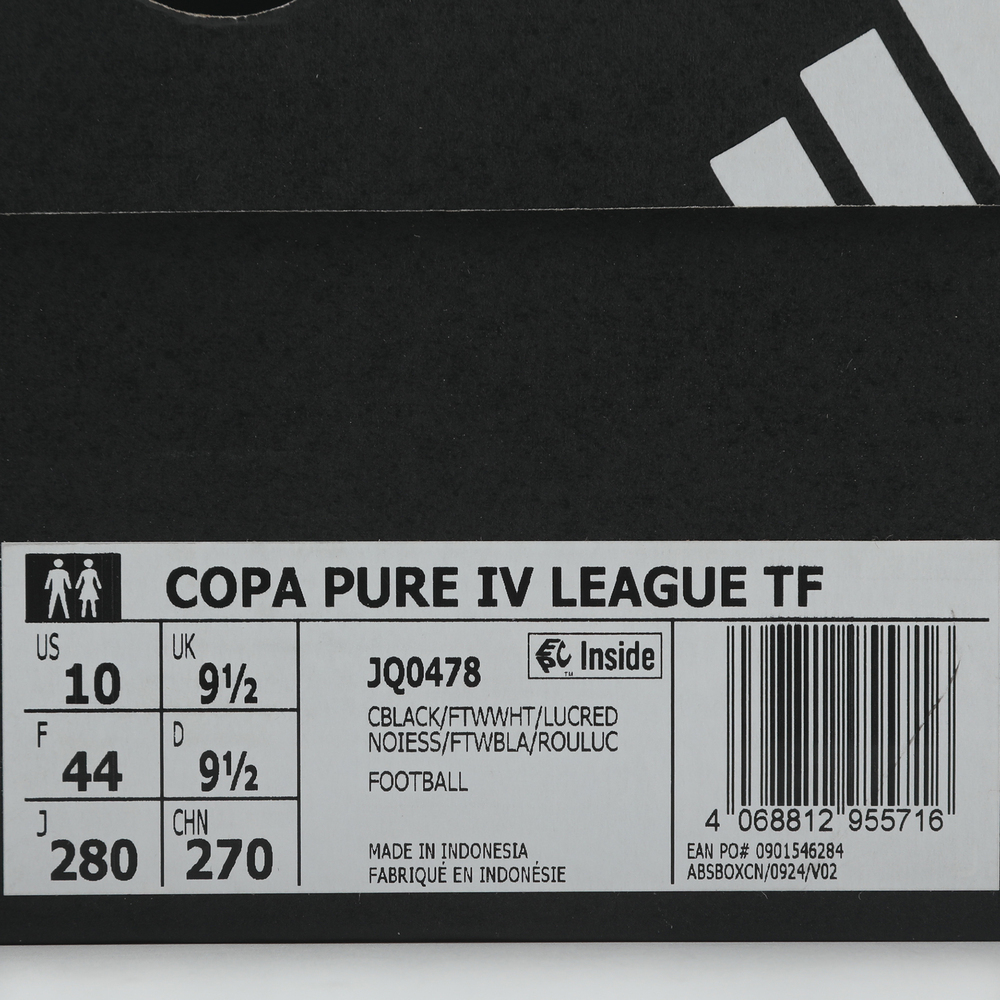 COPA PURE IV LEAGUE TF
US
10
UK
9½
F
44
D
9½
J
280
CHN
270
JQ0478
EPC Inside
TM
CBLACK/FTWWHT/LUCRED
NOIESS/FTWBLA/ROULUC
FOOTBALL
MADE IN INDONESIA
FABRIQUÉ EN INDONÉSIE
4 068812 955716
EAN PO# 0901546284
ABSBOXCN/0924/V02